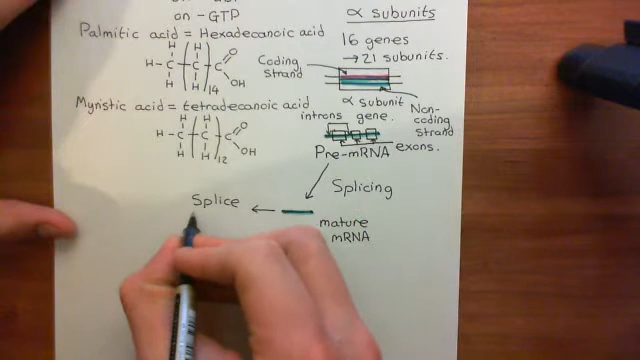 on -GTP
Palmitic acid = Hexadecanoic acid
H
H
H
C
C
C
O
OH
H
H
14
Myristic acid = tetradecanoic acid
H
H
H
C
C
C
O
OH
H
H
12
α subunits
16 genes
→ 21 subunits.
Coding
strand
α subunit
gene.
Non-
coding
strand
introns
exons.
Pre-mRNA
Splicing
mature
mRNA
Splice